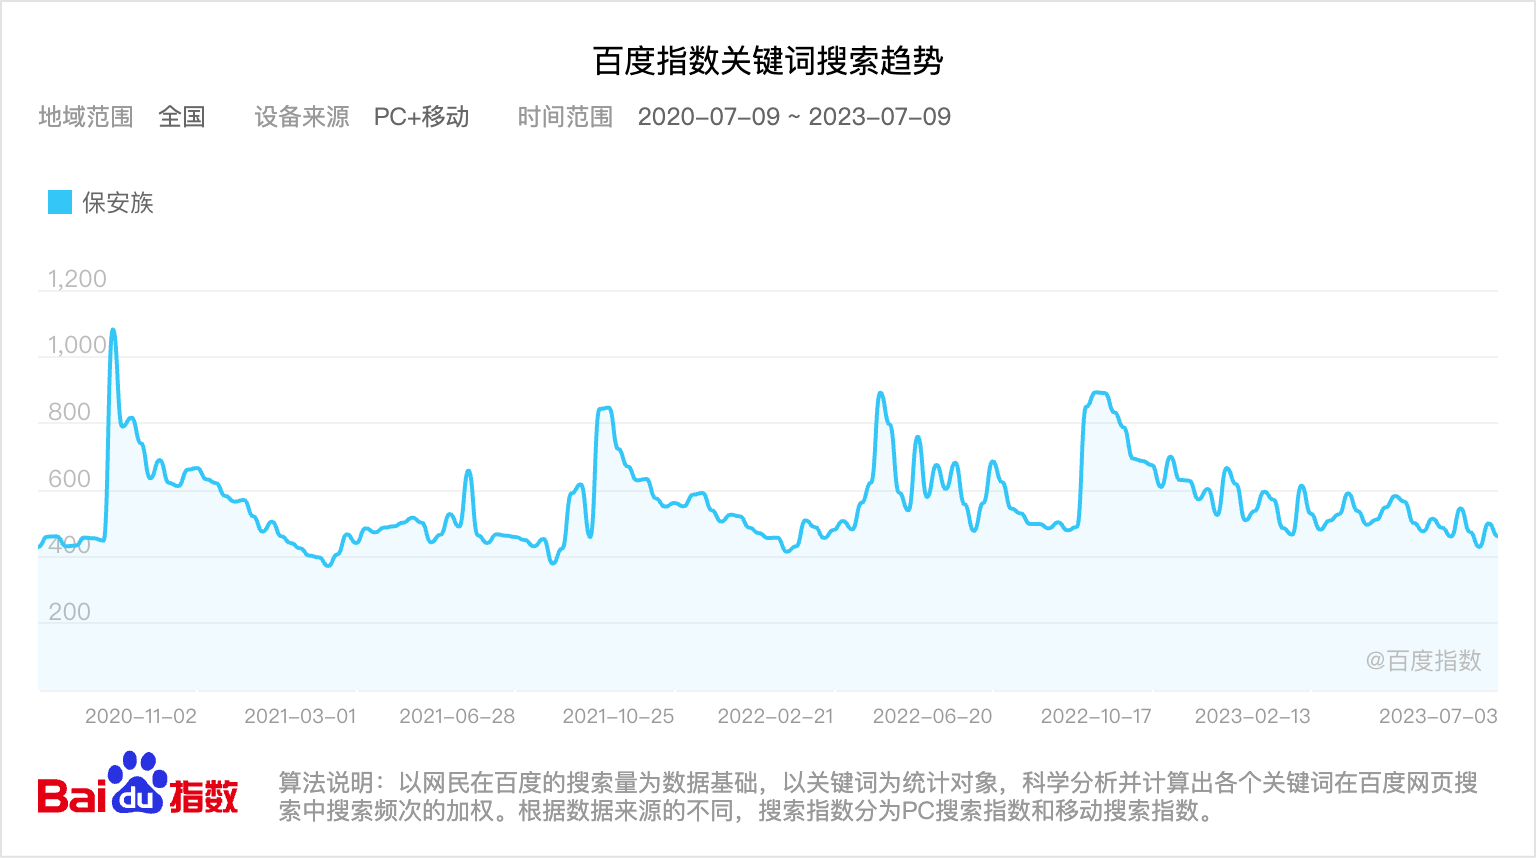 百度指数关键词搜索趋势
地域范围 全国 设备来源 PC+移动 时间范围 2020-07-09 ~ 2023-07-09
保安族
1,200
1,000
800
600
400
200
@百度指数
2020-11-02 2021-03-01 2021-06-28 2021-10-25 2022-02-21 2022-06-20 2022-10-17 2023-02-13 2023-07-03
Bai du 指数
算法说明：以网民在百度的搜索量为数据基础，以关键词为统计对象，科学分析并计算出各个关键词在百度网页搜
索中搜索频次的加权。根据数据来源的不同，搜索指数分为PC搜索指数和移动搜索指数。